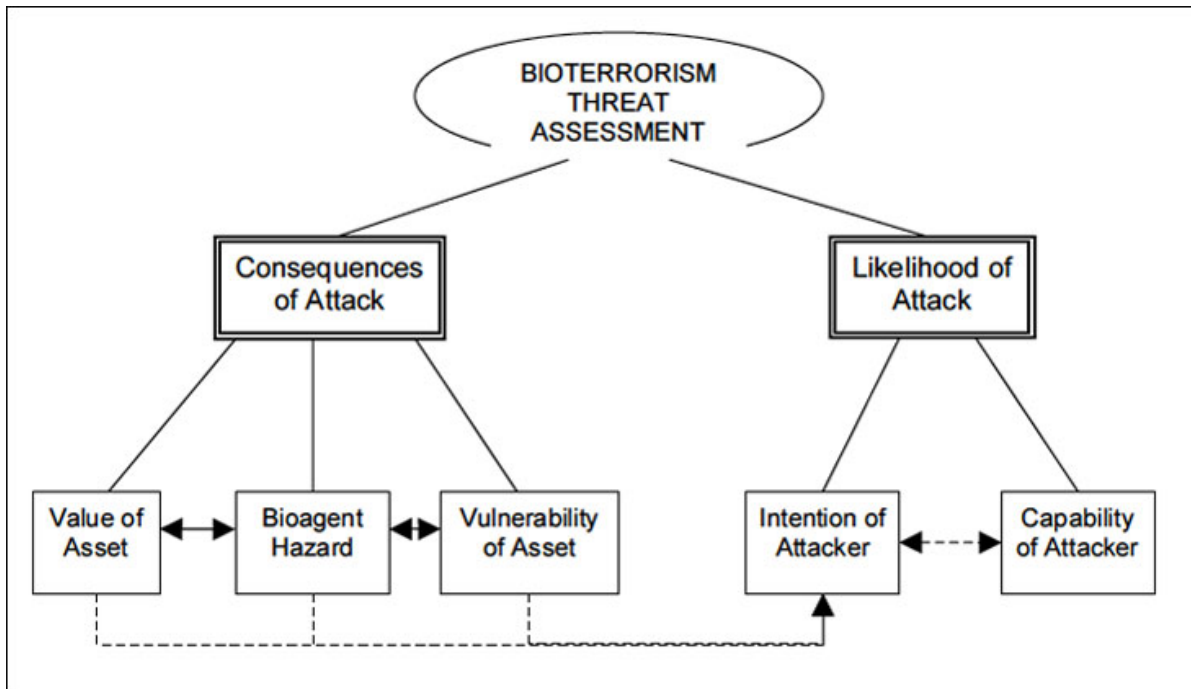 BIOTERRORISM
THREAT
ASSESSMENT
Consequences
of Attack
Likelihood of
Attack
Value of
Asset
Bioagent
Hazard
Vulnerability
of Asset
Intention of
Attacker
Capability
of Attacker